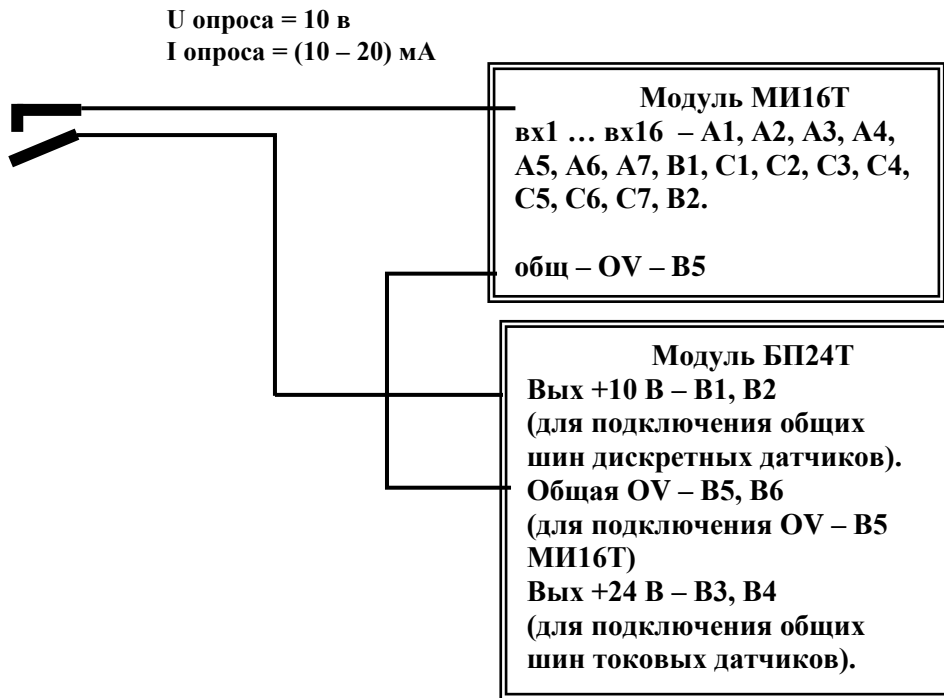 U опроса = 10 в
I опроса = (10 – 20) мА
Модуль МИ16Т
вх1 … вх16 – А1, А2, А3, А4,
А5, А6, А7, В1, С1, С2, С3, С4,
С5, С6, С7, В2.
общ – OV – В5
Модуль БП24Т
Вых +10 В – В1, В2
(для подключения общих
шин дискретных датчиков).
Общая OV – В5, В6
(для подключения OV – В5
МИ16Т)
Вых +24 В – В3, В4
(для подключения общих
шин токовых датчиков).